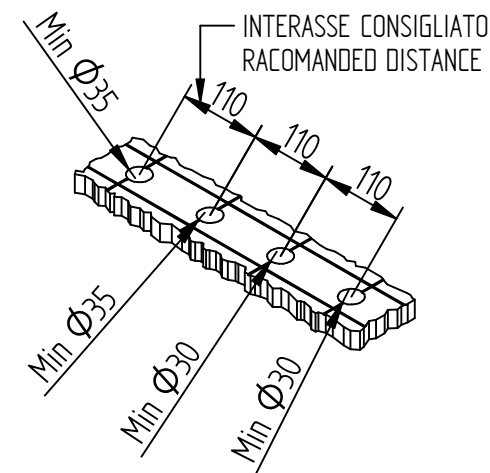 INTERASSE CONSIGLIATO
RACOMANDED DISTANCE
Min Φ35
110
110
110
Min Φ35
Min Φ30
Min Φ30